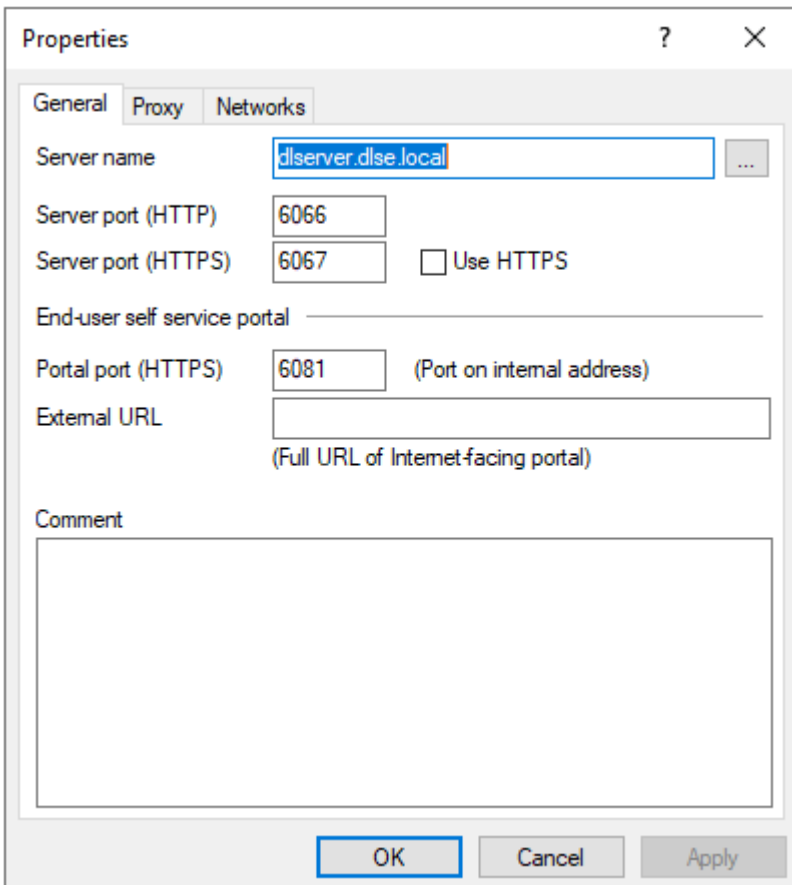 Properties ?
General Proxy Networks
Server name dlserver.dlse.local ...
Server port (HTTP) 6066
Server port (HTTPS) 6067 Use HTTPS
End-user self service portal
Portal port (HTTPS) 6081 (Port on internal address)
External URL
(Full URL of Internet-facing portal)
Comment
OK Cancel Apply